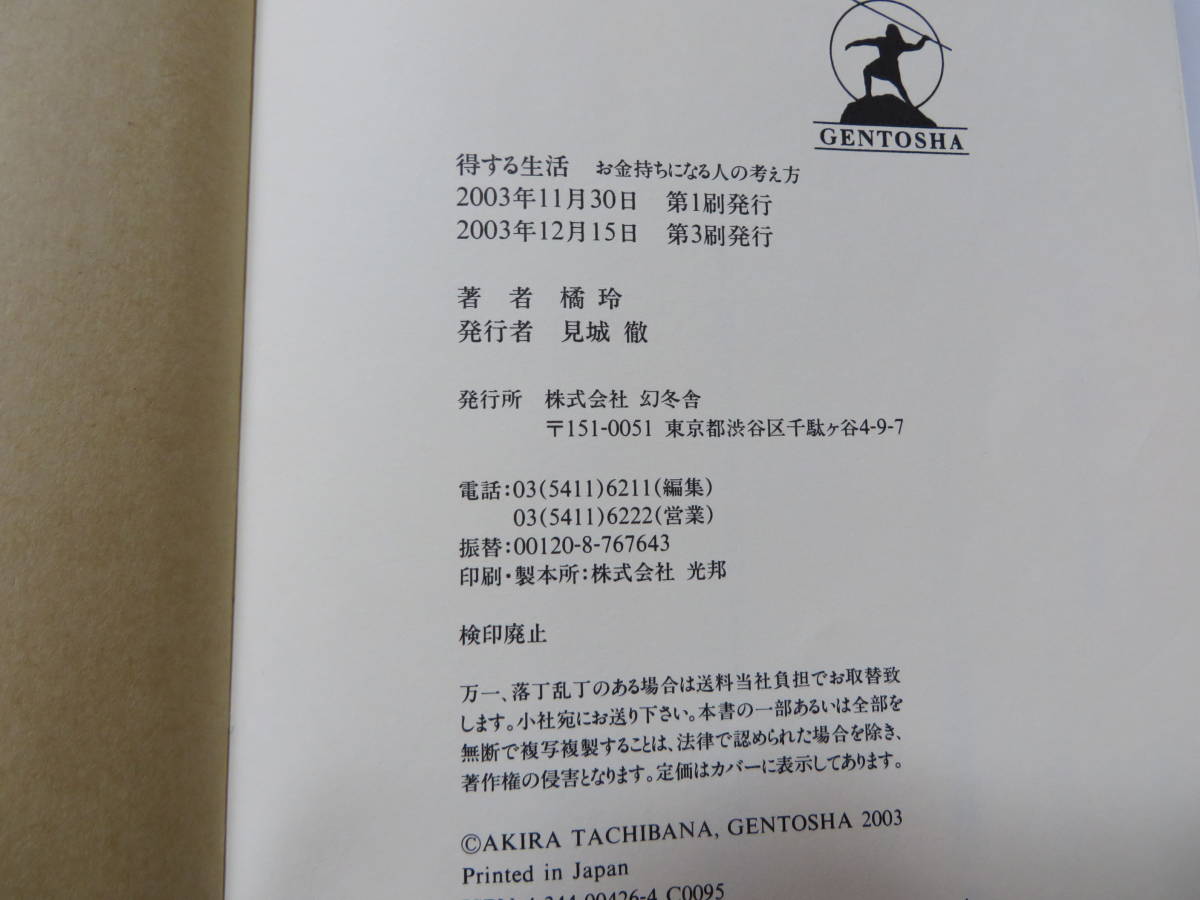 GENTOSHA
得する生活 お金持ちになる人の考え方
2003年11月30日 第1刷発行
2003年12月15日 第3刷発行
著 者 橘 玲
発行者 見城 徹
発行所 株式会社 幻冬舎
〒151-0051 東京都渋谷区千駄ヶ谷4-9-7
電話:03(5411)6211(編集)
03(5411)6222(営業)
振替:00120-8-767643
印刷・製本所:株式会社 光邦
検印廃止
万一、落丁乱丁のある場合は送料当社負担でお取替致
します。小社宛にお送り下さい。本書の一部あるいは全部を
無断で複写複製することは、法律で認められた場合を除き、
著作権の侵害となります。定価はカバーに表示してあります。
©AKIRA TACHIBANA, GENTOSHA 2003
Printed in Japan
ISBN 4-344-00426-4 C0095